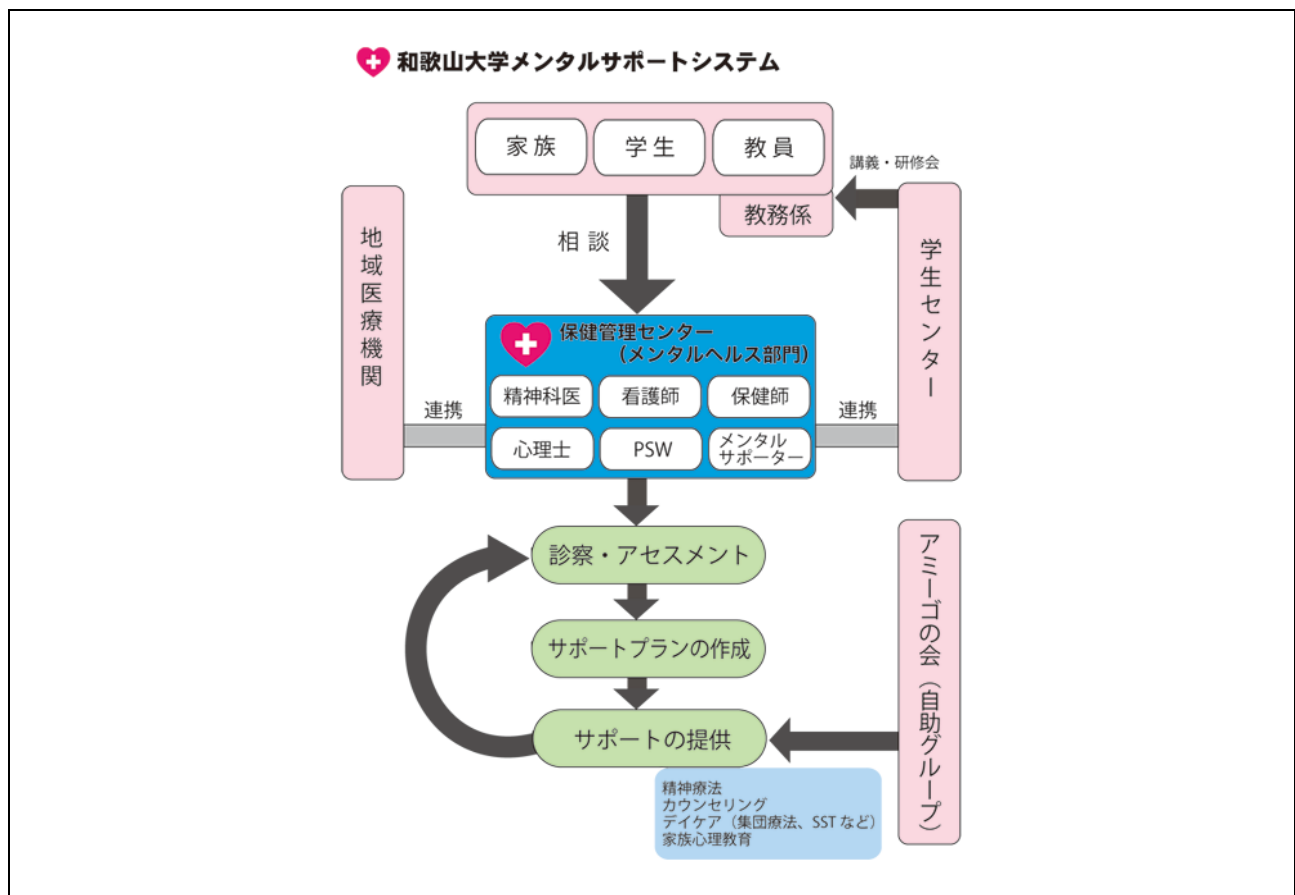 和歌山大学メンタルサポートシステム
家族
学生
教員
教務係
講義・研修会
相談
地域医療機関
学生センター
保健管理センター
(メンタルヘルス部門)
精神科医
看護師
保健師
心理士
PSW
メンタル
サポーター
連携
連携
診察・アセスメント
サポートプランの作成
サポートの提供
アミーゴの会（自助グループ）
精神療法
カウンセリング
デイケア（集団療法、SSTなど）
家族心理教育